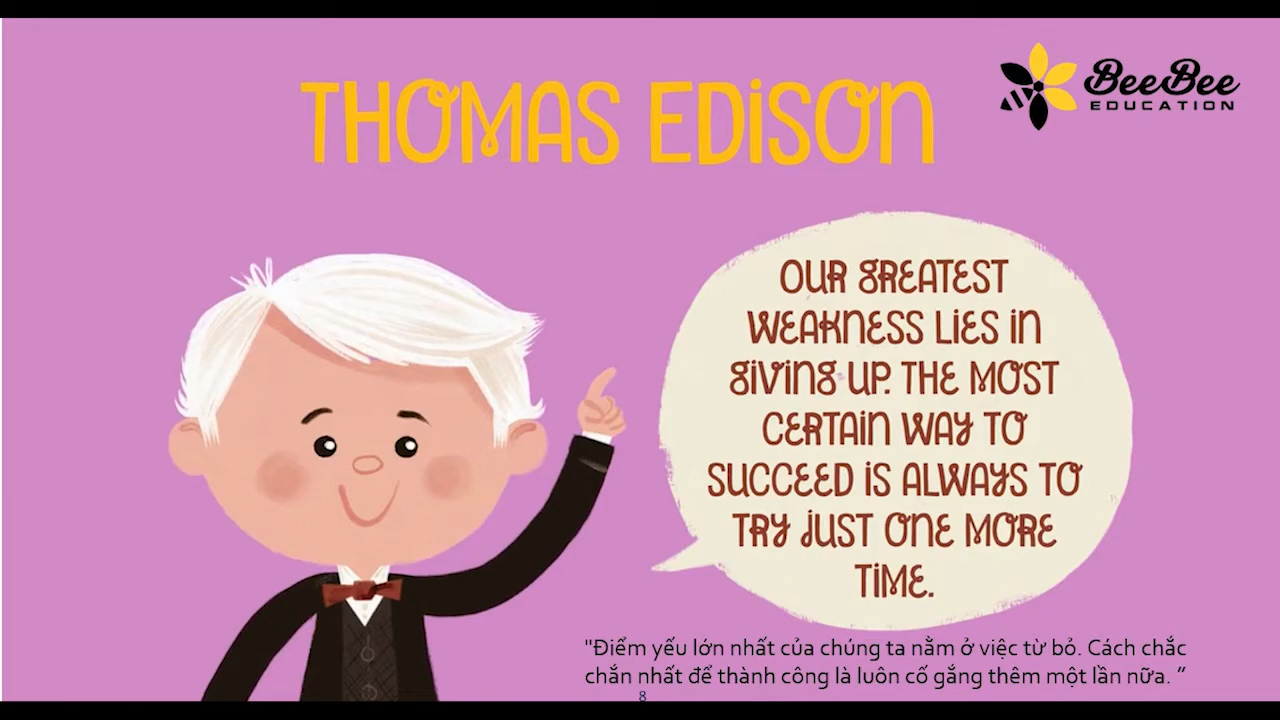 THOMAS EDISON
BeeBee
EDUCATION
OUR GREATEST
WEAKNESS LIES IN
GIVING UP. THE MOST
CERTAIN WAY TO
SUCCEED IS ALWAYS TO
TRY JUST ONE MORE
TIME.
"Điểm yếu lớn nhất của chúng ta nằm ở việc từ bỏ. Cách chắc
chắn nhất để thành công là luôn cố gắng thêm một lần nữa. ”
8